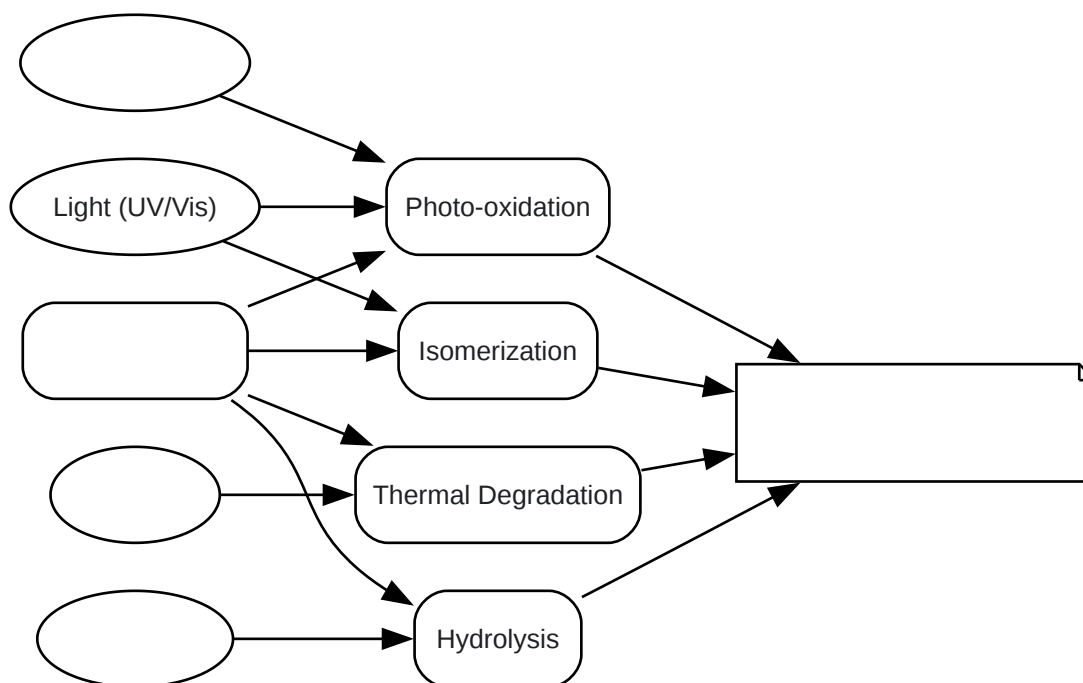 Light (UV/Vis)
Photo-oxidation
Isomerization
Thermal Degradation
Hydrolysis